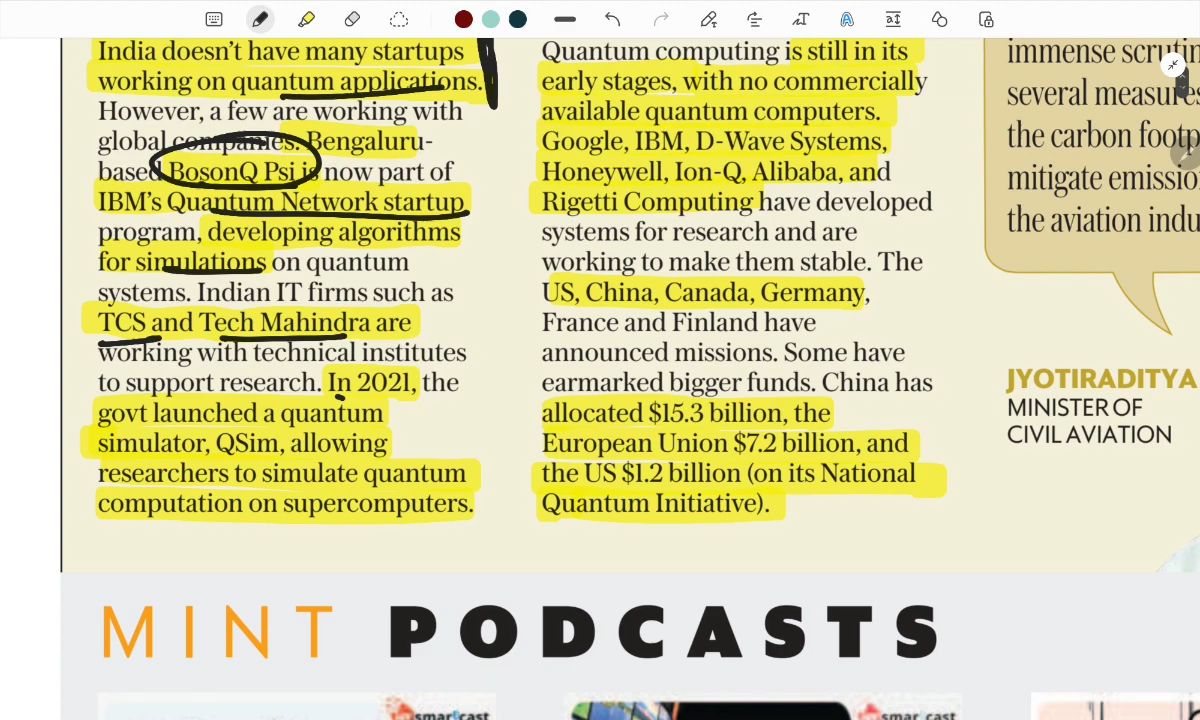 India doesn’t have many startups
working on quantum applications.
However, a few are working with
global companies. Bengaluru-
based BosonQ Psi is now part of
IBM’s Quantum Network startup
program, developing algorithms
for simulations on quantum
systems. Indian IT firms such as
TCS and Tech Mahindra are
working with technical institutes
to support research. In 2021, the
govt launched a quantum
simulator, QSim, allowing
researchers to simulate quantum
computation on supercomputers.
Quantum computing is still in its
early stages, with no commercially
available quantum computers.
Google, IBM, D-Wave Systems,
Honeywell, Ion-Q, Alibaba, and
Rigetti Computing have developed
systems for research and are
working to make them stable. The
US, China, Canada, Germany,
France and Finland have
announced missions. Some have
earmarked bigger funds. China has
allocated $15.3 billion, the
European Union $7.2 billion, and
the US $1.2 billion (on its National
Quantum Initiative).
immense
several measures
the carbon
mitigate
the aviation
JYOTIRADITYA
MINISTER OF
CIVIL AVIATION
MINT PODCASTS